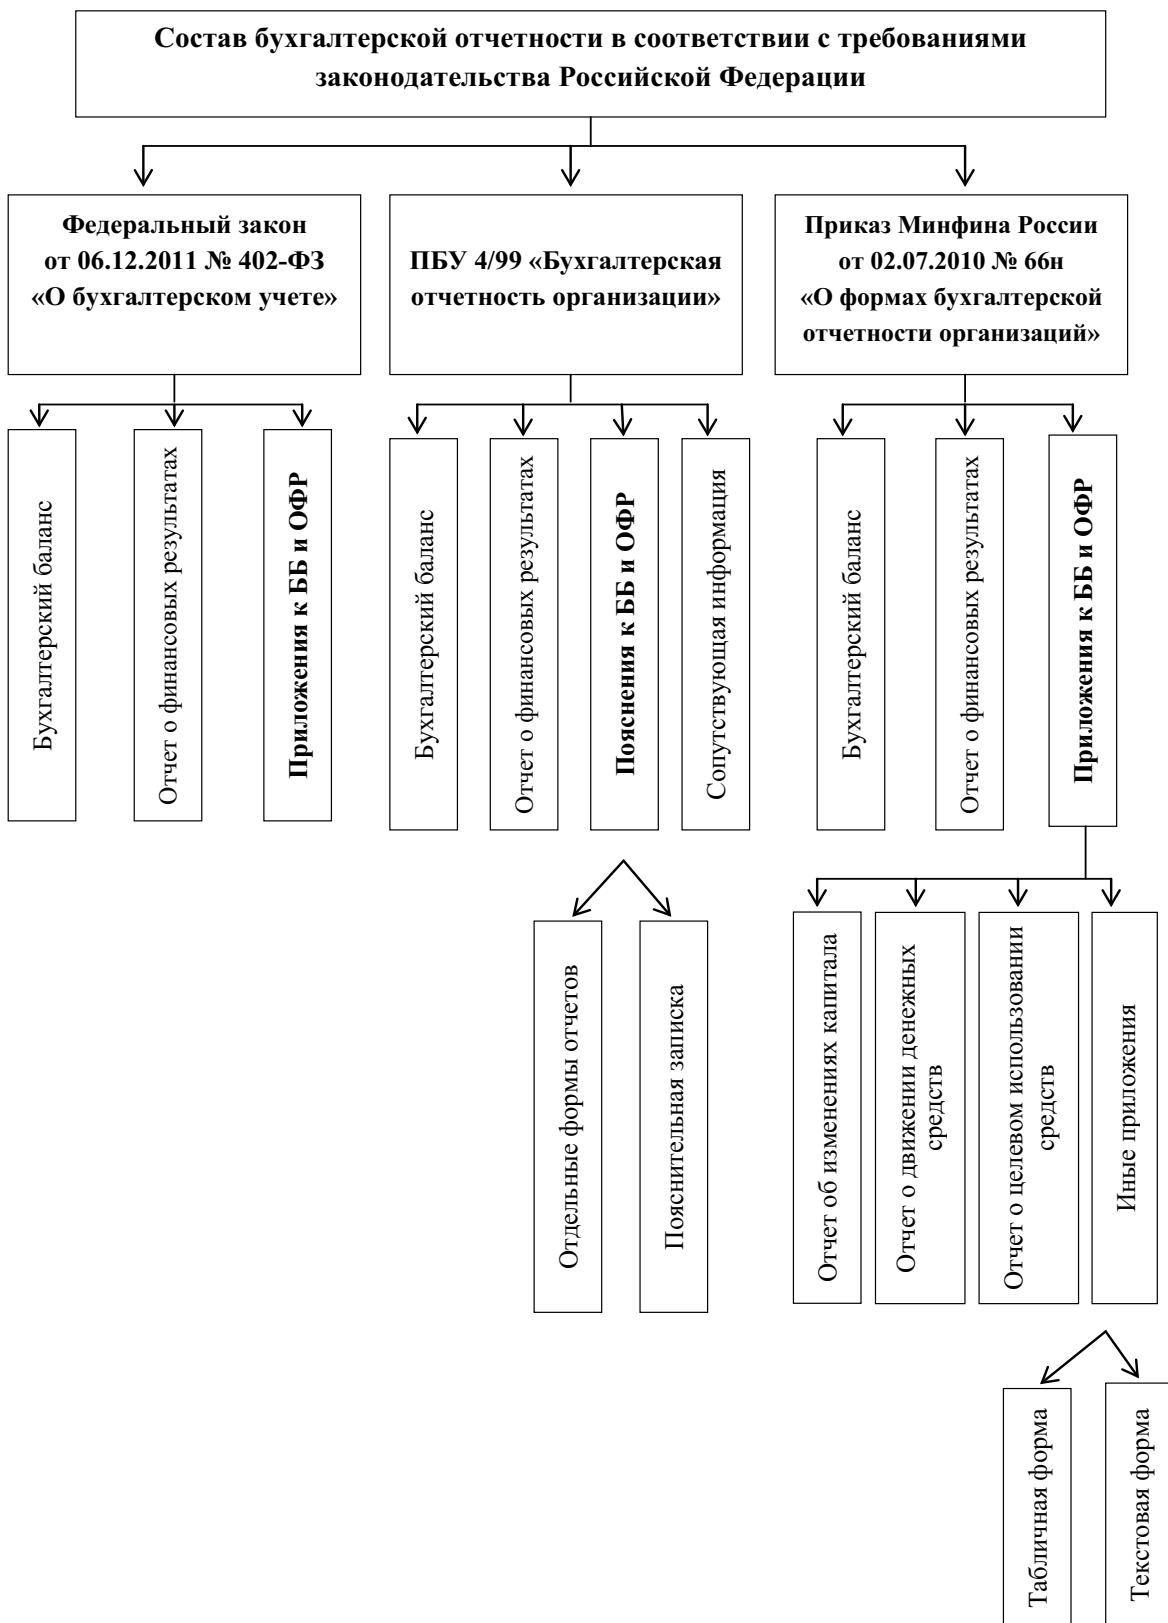 Состав бухгалтерской отчетности в соответствии с требованиями
законодательства Российской Федерации
Федеральный закон
от 06.12.2011 № 402-ФЗ
«О бухгалтерском учете»
ПБУ 4/99 «Бухгалтерская
отчетность организации»
Приказ Минфина России
от 02.07.2010 № 66н
«О формах бухгалтерской
отчетности организаций»
Бухгалтерский баланс
Отчет о финансовых результатах
Приложения к ББ и ОФР
Бухгалтерский баланс
Отчет о финансовых результатах
Пояснения к ББ и ОФР
Сопутствующая информация
Бухгалтерский баланс
Отчет о финансовых результатах
Приложения к ББ и ОФР
Отдельные формы отчетов
Пояснительная записка
Отчет об изменениях капитала
Отчет о движении денежных
средств
Отчет о целевом использовании
средств
Иные приложения
Табличная форма
Текстовая форма